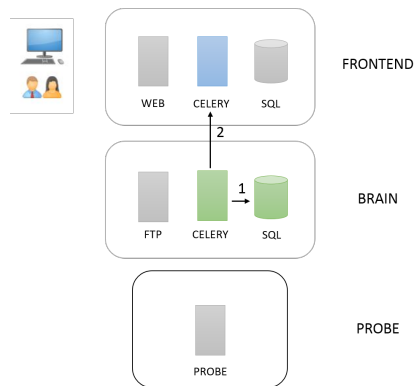 FRONTEND
WEB
CELERY
SQL
2
1
BRAIN
FTP
CELERY
SQL
PROBE
PROBE